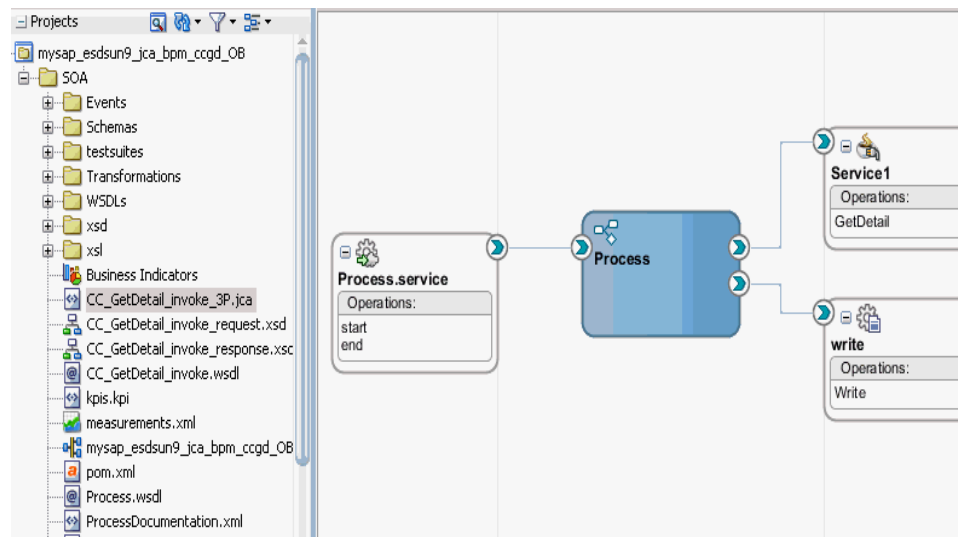 Projects
mysap_esdsun9_jca_bpm_ccgd_OB
SOA
Events
Schemas
testsuites
Transformations
WSDLs
xsd
xsl
Business Indicators
CC_GetDetail_invoke_3P.jca
CC_GetDetail_invoke_request.xsd
CC_GetDetail_invoke_response.xsc
CC_GetDetail_invoke.wsdl
kpis.kpi
measurements.xml
mysap_esdsun9_jca_bpm_ccgd_OB
pom.xml
Process.wsdl
ProcessDocumentation.xml
Process.service
Operations:
start
end
Process
Service1
Operations:
GetDetail
write
Operations:
Write